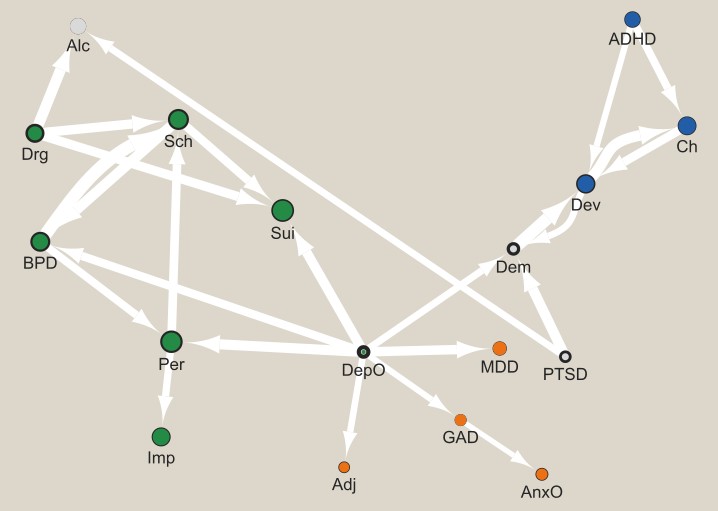 ADHD
Alc
Ch
Sch
Drg
Dev
Sui
BPD
Dem
Per
DepO
MDD
PTSD
GAD
Imp
Adj
AnxO